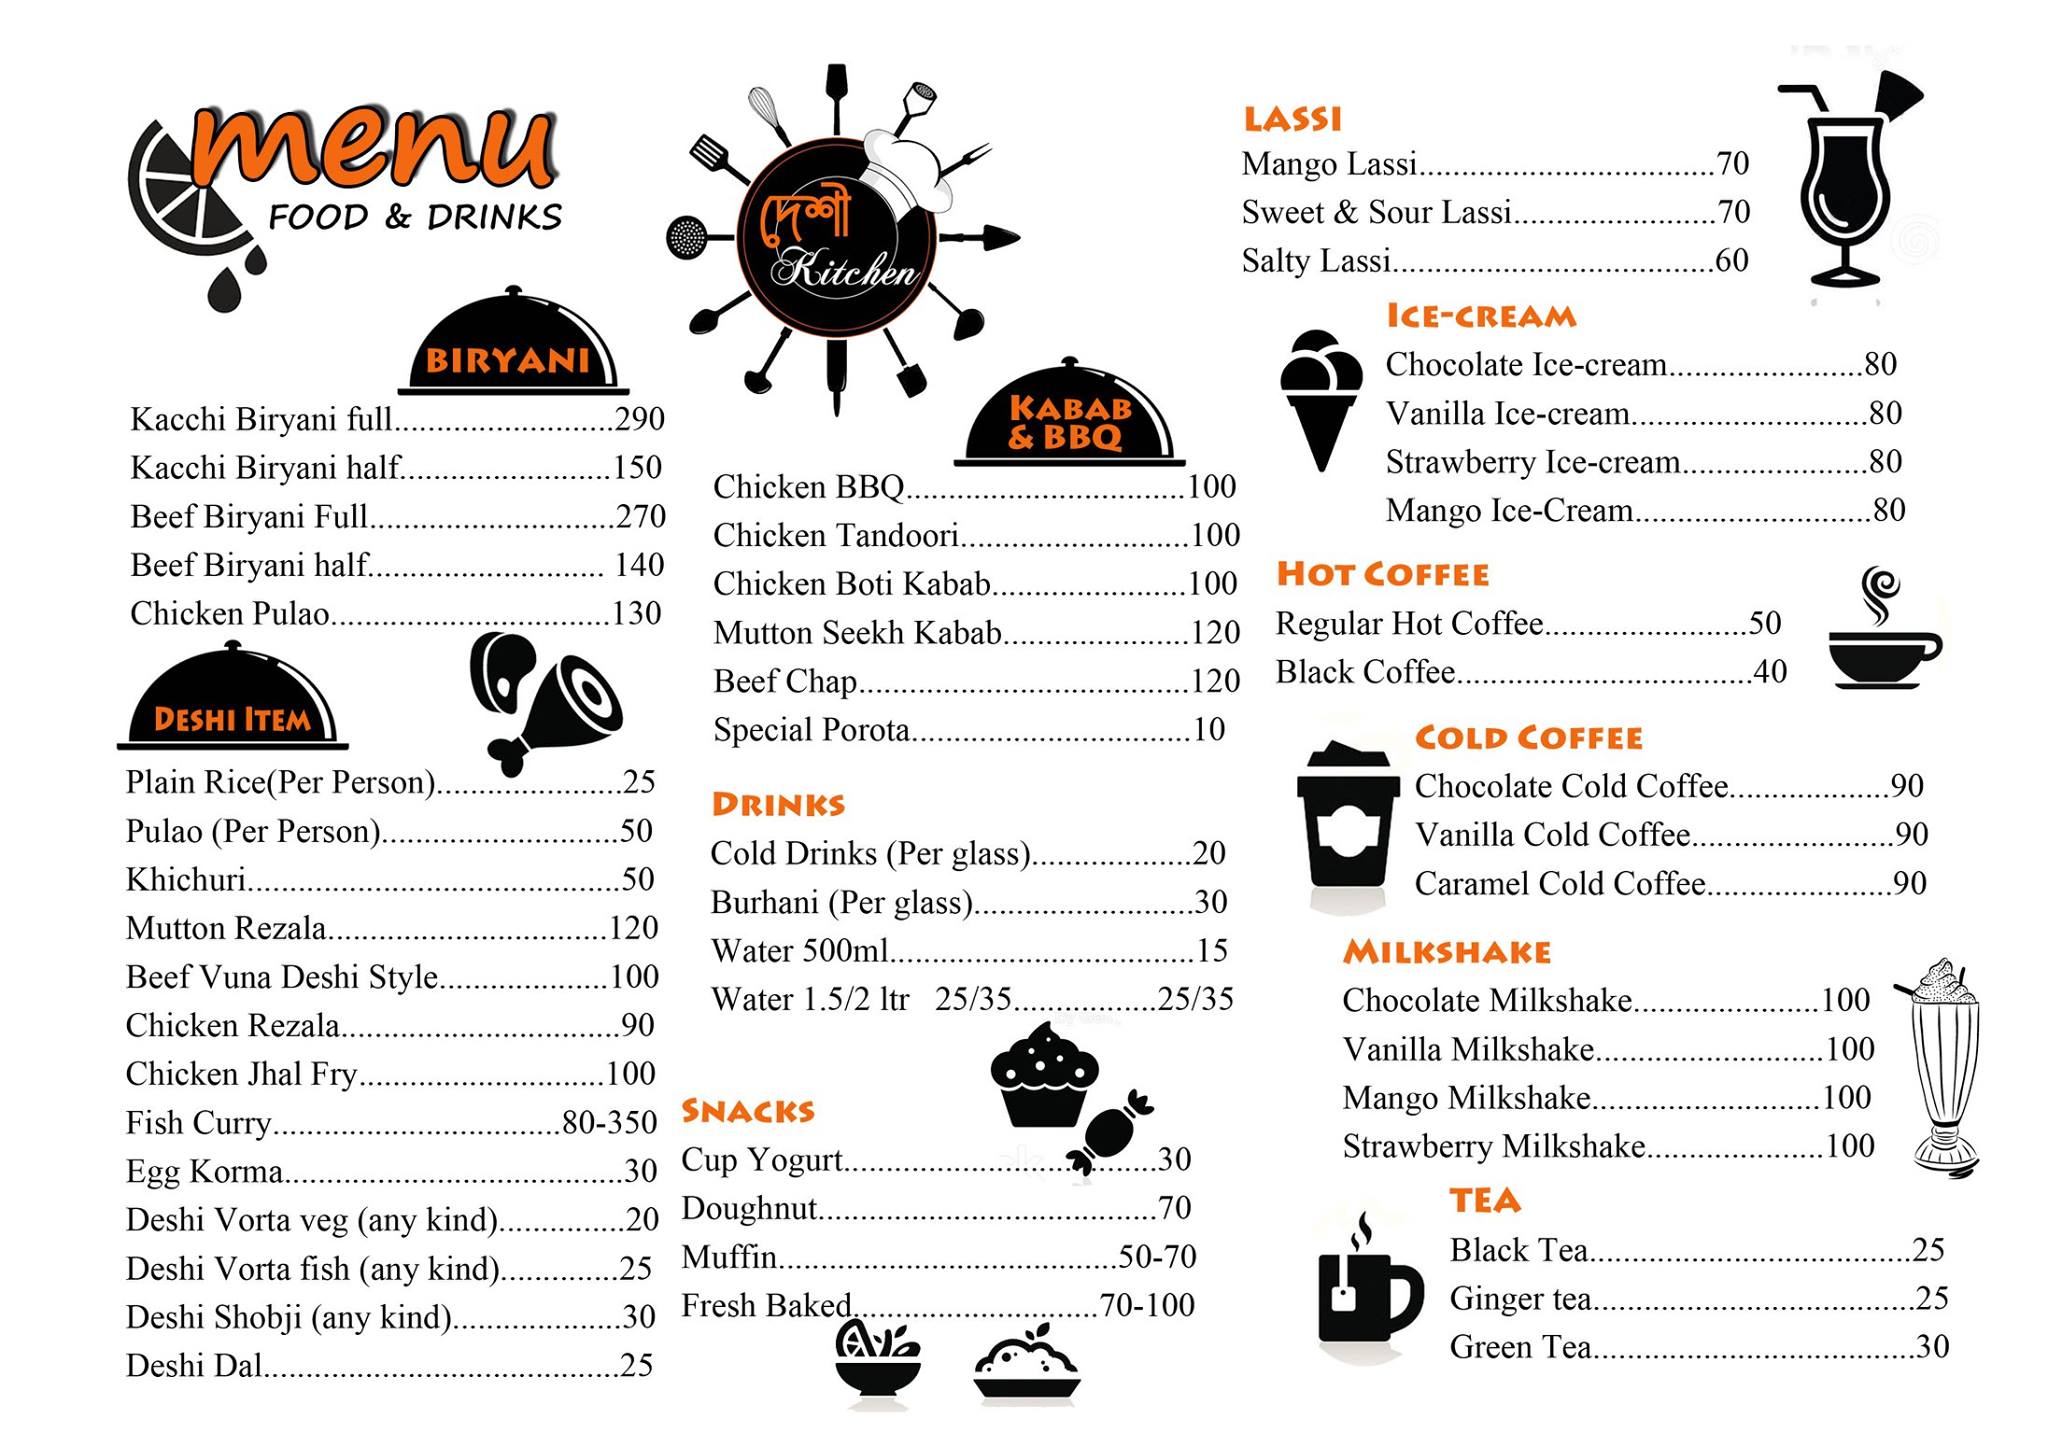 menu
FOOD & DRINKS
দেশী
Kitchen
BIRYANI
Kacchi Biryani full..........................290
Kacchi Biryani half.........................150
Beef Biryani Full.............................270
Beef Biryani half............................ 140
Chicken Pulao.................................130
DESHI ITEM
Plain Rice(Per Person)......................25
Pulao (Per Person)............................50
Khichuri............................................50
Mutton Rezala.................................120
Beef Vuna Deshi Style....................100
Chicken Rezala.................................90
Chicken Jhal Fry.............................100
Fish Curry..................................80-350
Egg Korma........................................30
Deshi Vorta veg (any kind)...............20
Deshi Vorta fish (any kind)..............25
Deshi Shobji (any kind)....................30
Deshi Dal..........................................25
KABAB
& BBQ
Chicken BBQ.................................100
Chicken Tandoori...........................100
Chicken Boti Kabab.......................100
Mutton Seekh Kabab......................120
Beef Chap.......................................120
Special Porota.................................10
DRINKS
Cold Drinks (Per glass)...................20
Burhani (Per glass)..........................30
Water 500ml....................................15
Water 1.5/2 ltr 25/35.................25/35
SNACKS
Cup Yogurt.....................................30
Doughnut........................................70
Muffin........................................50-70
Fresh Baked.............................70-100
LASSI
Mango Lassi...................................70
Sweet & Sour Lassi........................70
Salty Lassi......................................60
ICE-CREAM
Chocolate Ice-cream.......................80
Vanilla Ice-cream............................80
Strawberry Ice-cream......................80
Mango Ice-Cream............................80
HOT COFFEE
Regular Hot Coffee........................50
Black Coffee...................................40
COLD COFFEE
Chocolate Cold Coffee...................90
Vanilla Cold Coffee........................90
Caramel Cold Coffee......................90
MILKSHAKE
Chocolate Milkshake......................100
Vanilla Milkshake...........................100
Mango Milkshake...........................100
Strawberry Milkshake.....................100
TEA
Black Tea......................................25
Ginger tea......................................25
Green Tea......................................30